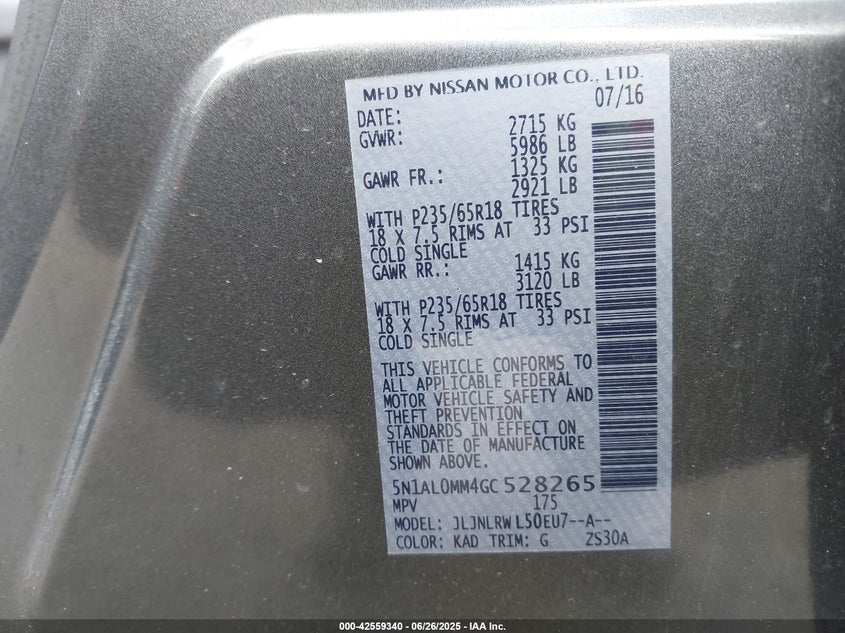 MFD BY NISSAN MOTOR CO., LTD.
DATE: 07/16
GVWR: 2715 KG
5986 LB
GAWR FR.: 1325 KG
2921 LB
WITH P235/65R18 TIRES
18 X 7.5 RIMS AT 33 PSI
COLD SINGLE
GAWR RR.: 1415 KG
3120 LB
WITH P235/65R18 TIRES
18 X 7.5 RIMS AT 33 PSI
COLD SINGLE
THIS VEHICLE CONFORMS TO
ALL APPLICABLE FEDERAL
MOTOR VEHICLE SAFETY AND
THEFT PREVENTION
STANDARDS IN EFFECT ON
THE DATE OF MANUFACTURE
SHOWN ABOVE.
5N1AL0MM4GC528265
MPV 175
MODEL: JLJNLRWL50EU7--A--
COLOR: KAD TRIM: G ZS30A
000-42559340 - 06/26/2025 - IAA Inc.